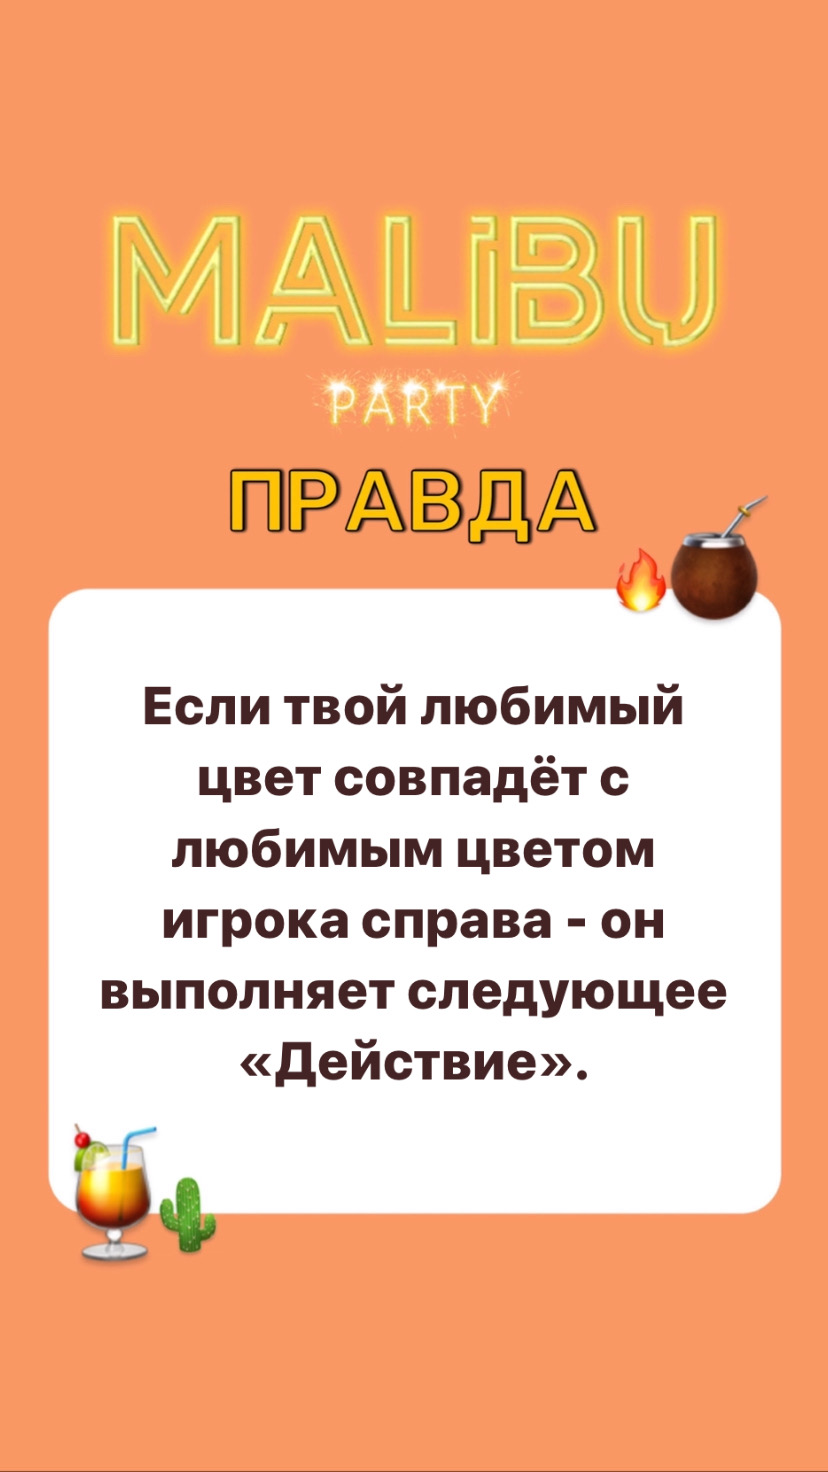 MALiBU
PARTY
ПРАВДА
Если твой любимый
цвет совпадёт с
любимым цветом
игрока справа - он
выполняет следующее
«Действие».